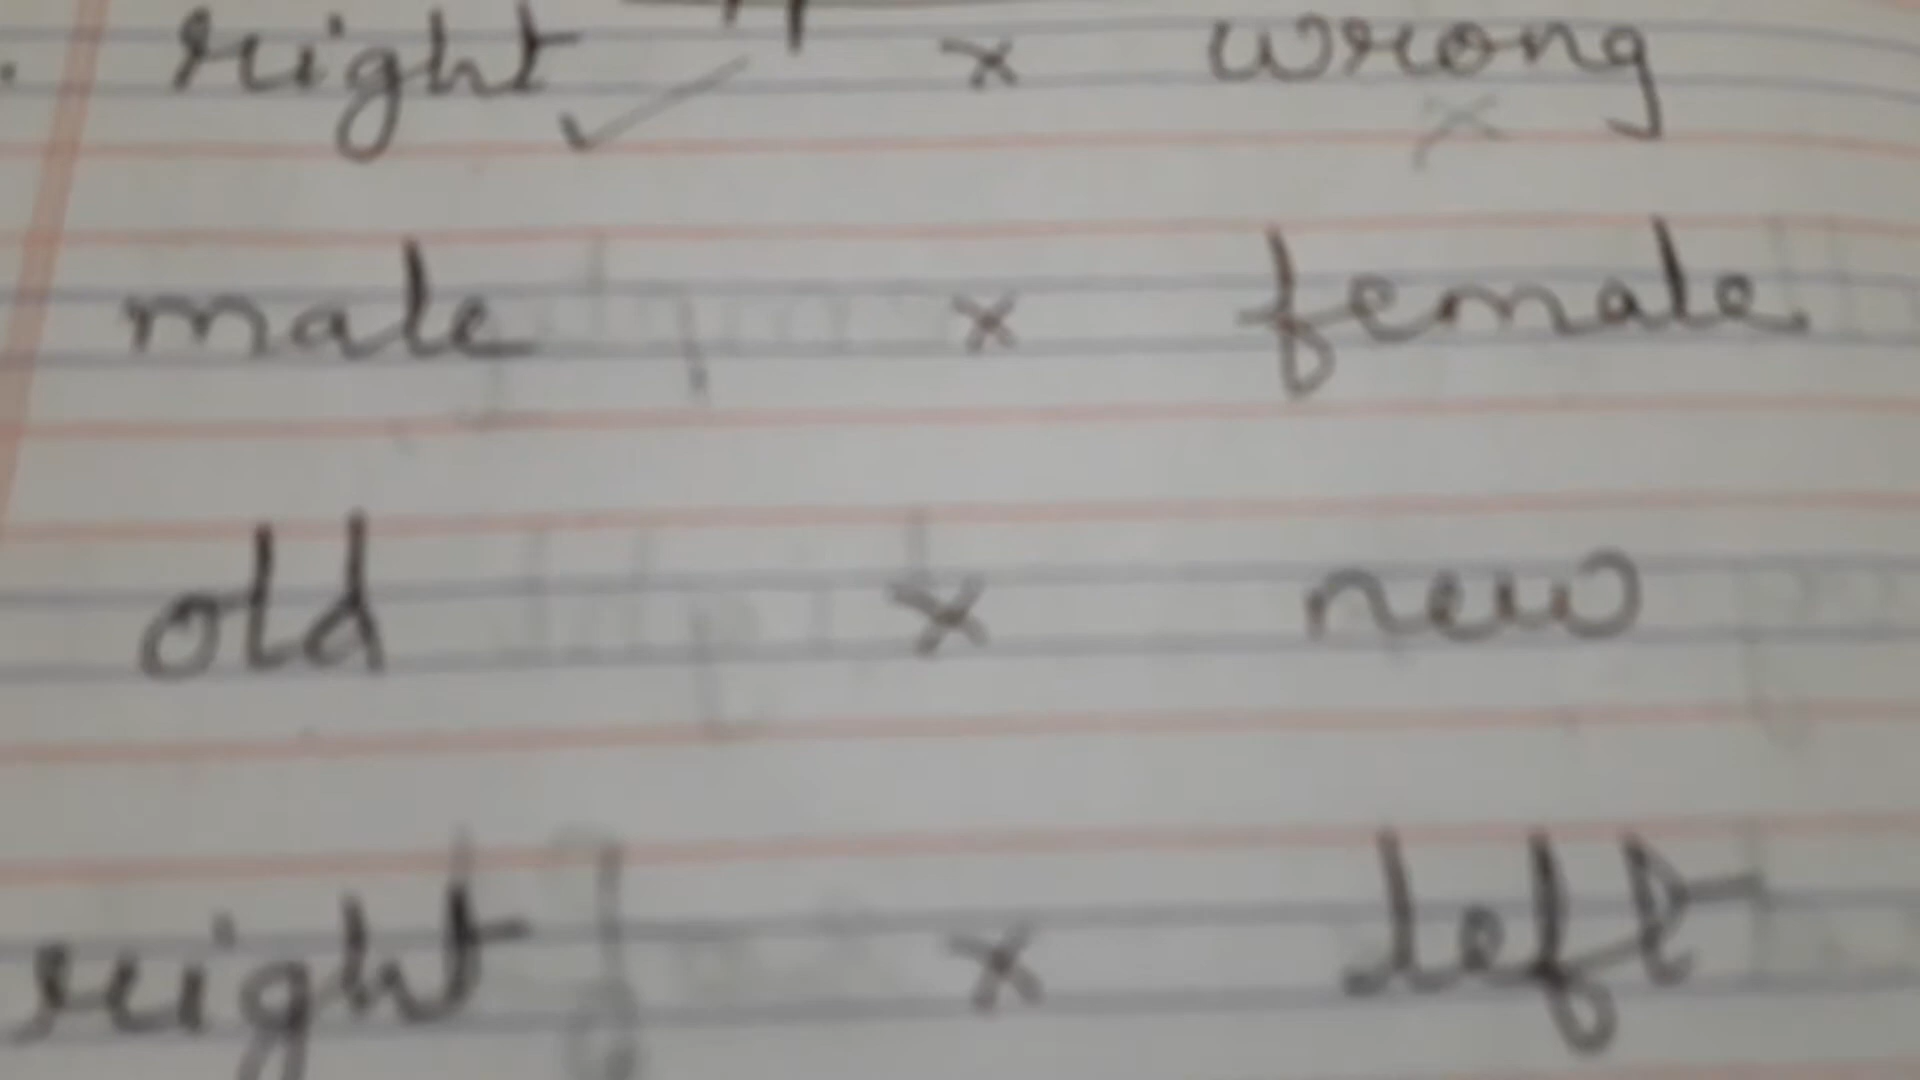 right × wrong
male × female
old × new
right × left